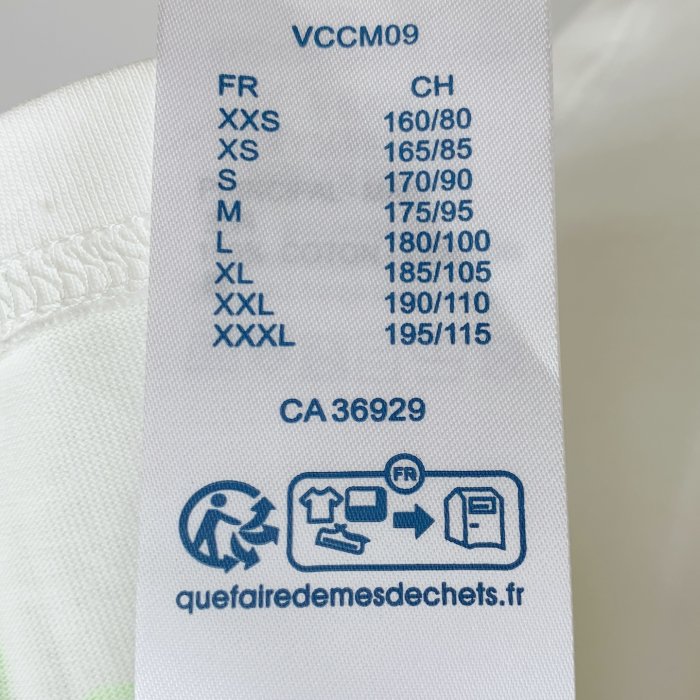 VCCM09
FR CH
XXS 160/80
XS 165/85
S 170/90
M 175/95
L 180/100
XL 185/105
XXL 190/110
XXXL 195/115
CA 36929
FR
quefairedemesdechets.fr